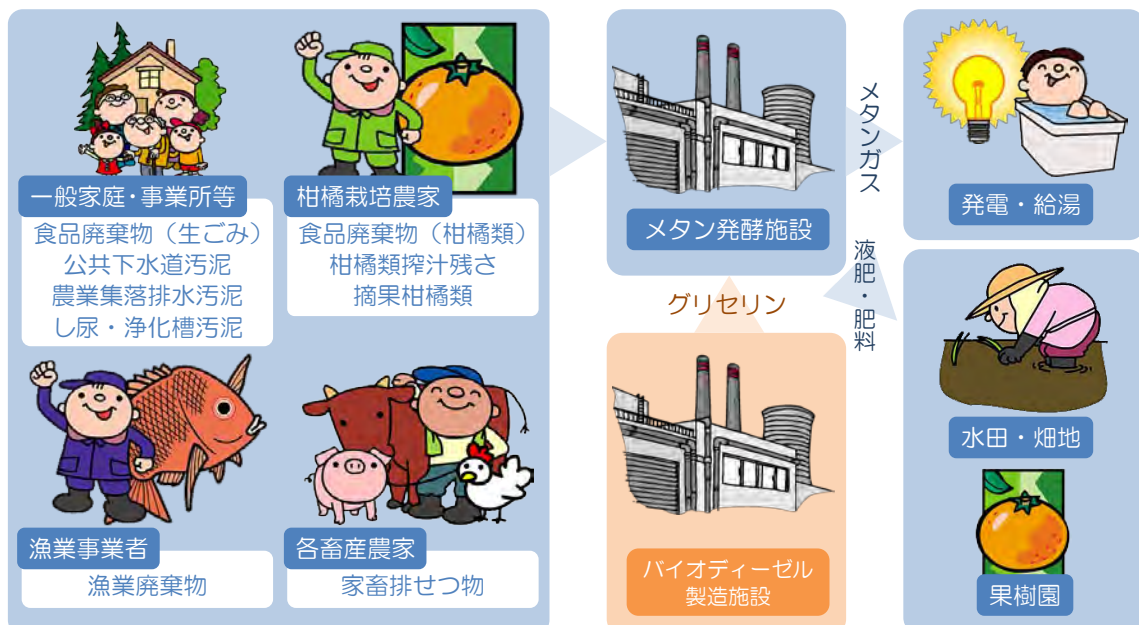 一般家庭・事業所等
食品廃棄物（生ごみ）
公共下水道汚泥
農業集落排水汚泥
し尿・浄化槽汚泥
柑橘栽培農家
食品廃棄物（柑橘類）
柑橘類搾汁残さ
摘果柑橘類
漁業事業者
漁業廃棄物
各畜産農家
家畜排せつ物
メタン発酵施設
グリセリン
バイオディーゼル
製造施設
メタンガス
液肥・肥料
発電・給湯
水田・畑地
果樹園